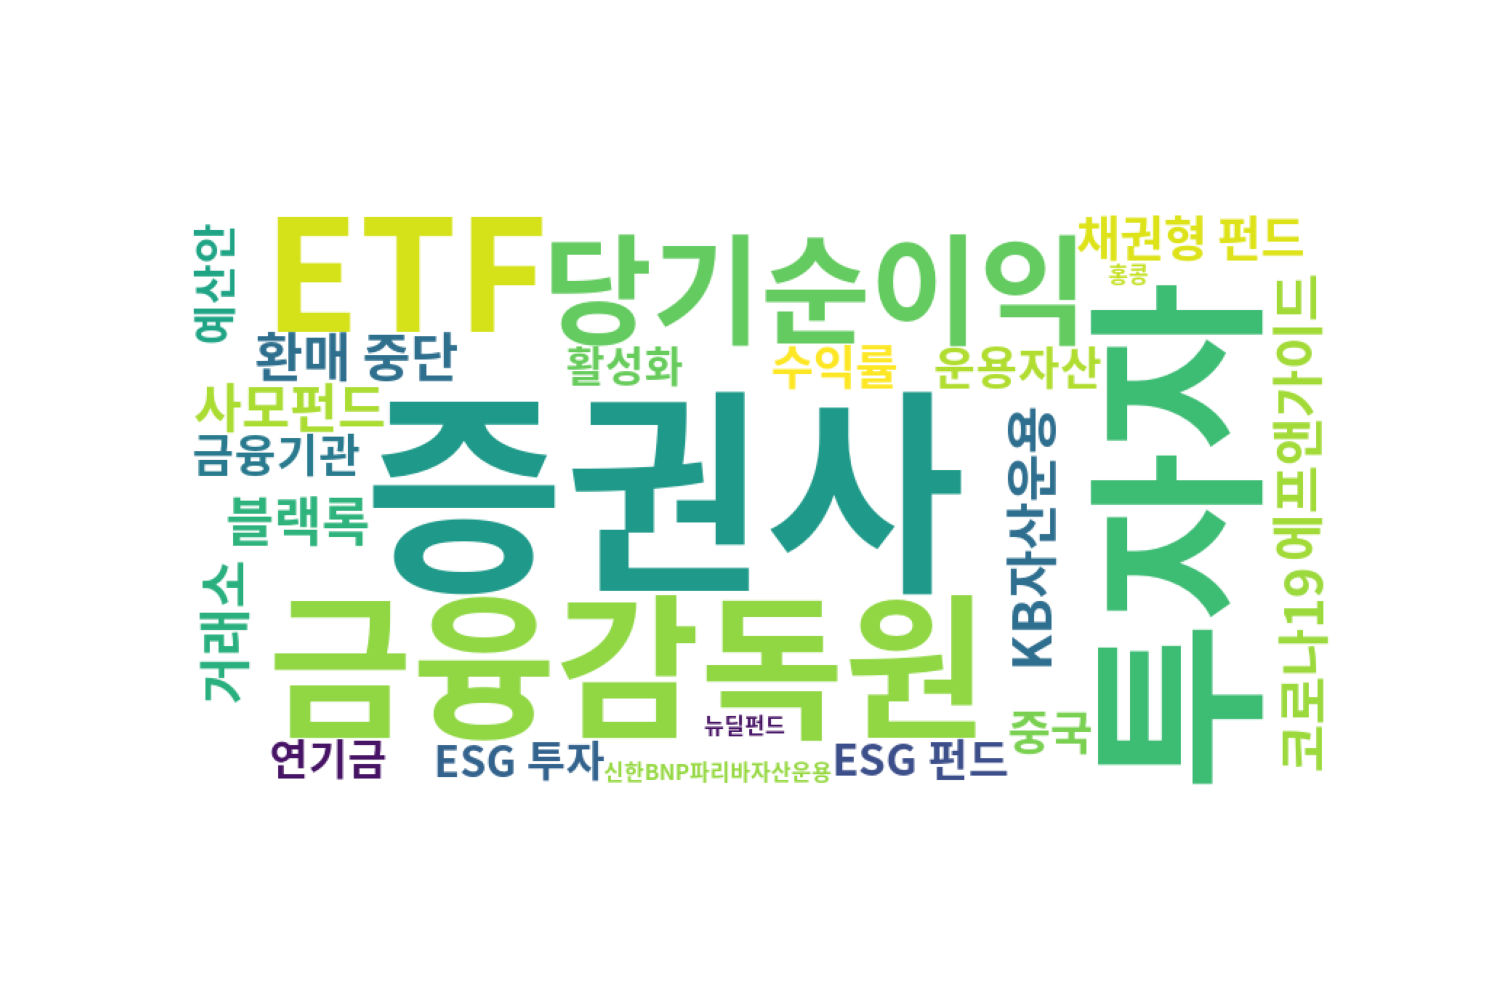 예산안
ETF
당기순이익
채권형 펀드
홍콩
환매 중단
활성화
수익률
운용자산
사모펀드
금융기관
증권사
블랙록
KB자산운용
투자자
에프앤가이드
거래소
금융감독원
코로나19
뉴딜펀드
중국
연기금
ESG 투자
신한BNP파리바자산운용
ESG 펀드